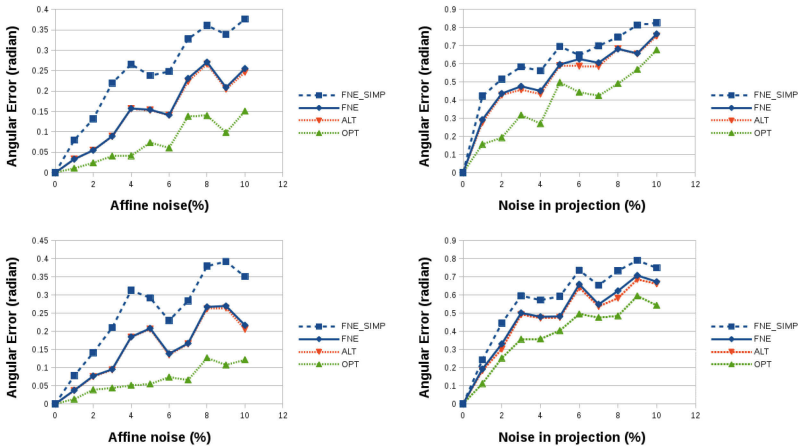 Angular Error (radian)
0.4
0.35
0.3
0.25
0.2
0.15
0.1
0.05
0
0 2 4 6 8 10 12
Affine noise(%)
FNE_SIMP
FNE
ALT
OPT
Angular Error (radian)
0.9
0.8
0.7
0.6
0.5
0.4
0.3
0.2
0.1
0
0 2 4 6 8 10 12
Noise in projection (%)
FNE_SIMP
FNE
ALT
OPT
Angular Error (radian)
0.45
0.4
0.35
0.3
0.25
0.2
0.15
0.1
0.05
0
0 2 4 6 8 10 12
Affine noise (%)
FNE_SIMP
FNE
ALT
OPT
Angular Error (radian)
0.9
0.8
0.7
0.6
0.5
0.4
0.3
0.2
0.1
0
0 2 4 6 8 10 12
Noise in projection (%)
FNE_SIMP
FNE
ALT
OPT